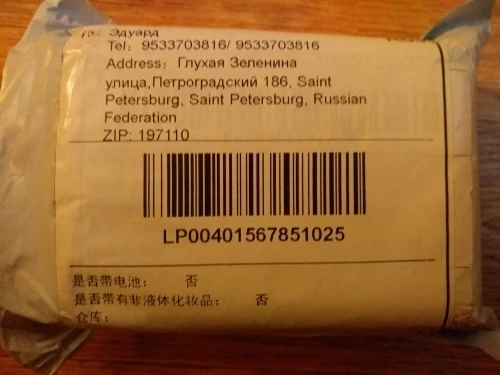 Эдуард
Tel: 9533703816/ 9533703816
Address: Глухая Зеленина
улица,Петроградский 186, Saint
Petersburg, Saint Petersburg, Russian
Federation
ZIP: 197110
LP00401567851025
是否带电池: 否
是否带有非液体化妆品: 否
仓库: